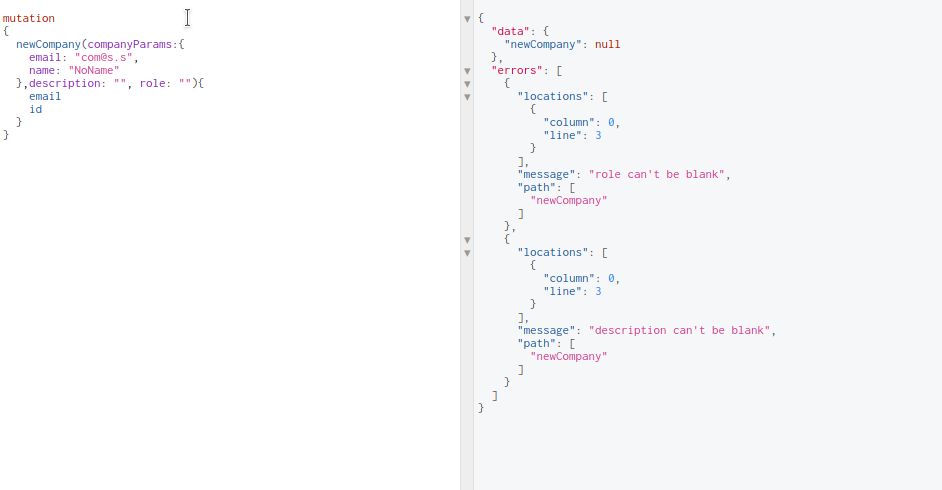 mutation
{
  newCompany(companyParams:{
    email: "com@s.s",
    name: "NoName"
  },description: "", role: ""){
    email
    id
  }
}
{
  "data": {
    "newCompany": null
  },
  "errors": [
    {
      "locations": [
        {
          "column": 0,
          "line": 3
        }
      ],
      "message": "role can't be blank",
      "path": [
        "newCompany"
      ]
    },
    {
      "locations": [
        {
          "column": 0,
          "line": 3
        }
      ],
      "message": "description can't be blank",
      "path": [
        "newCompany"
      ]
    }
  ]
}